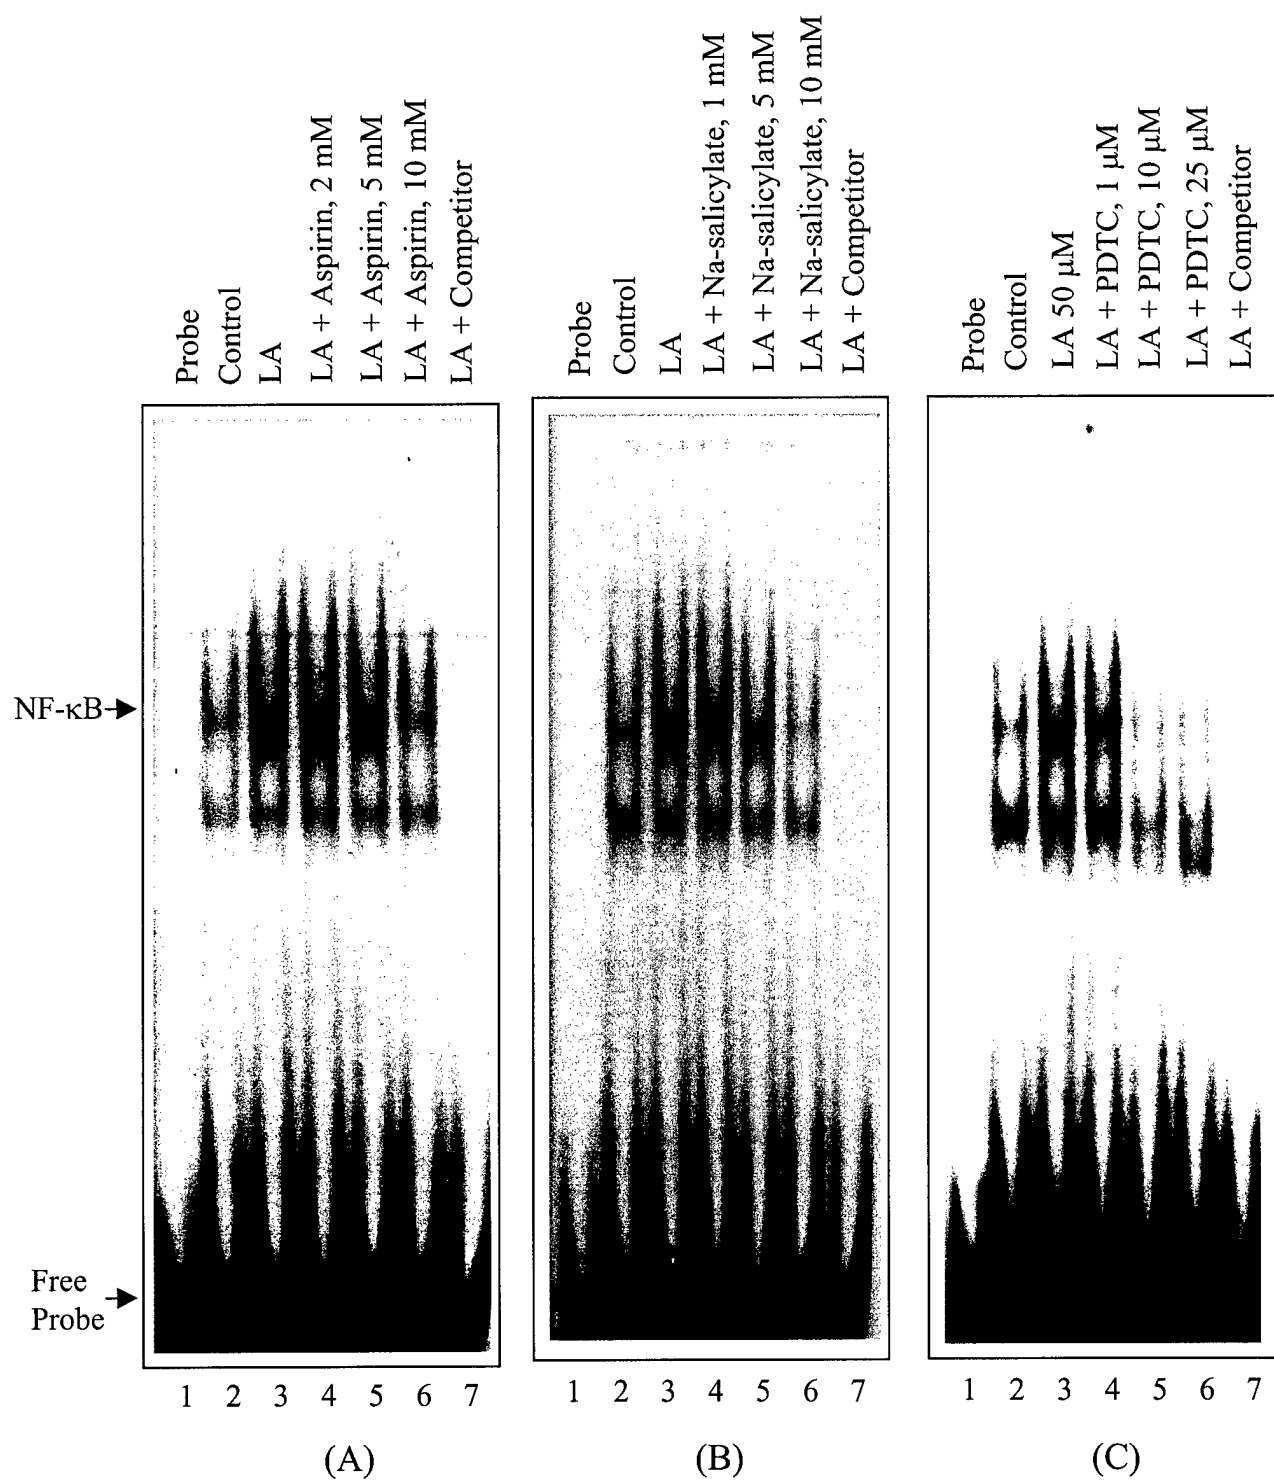 Probe
Control
LA
LA + Aspirin, 2 mM
LA + Aspirin, 5 mM
LA + Aspirin, 10 mM
LA + Competitor
Probe
Control
LA
LA + Na-salicylate, 1 mM
LA + Na-salicylate, 5 mM
LA + Na-salicylate, 10 mM
LA + Competitor
Probe
Control
LA 50 μM
LA + PDTC, 1 μM
LA + PDTC, 10 μM
LA + PDTC, 25 μM
LA + Competitor
NF-κB
Free
Probe
1 2 3 4 5 6 7
1 2 3 4 5 6 7
1 2 3 4 5 6 7
(A)
(B)
(C)